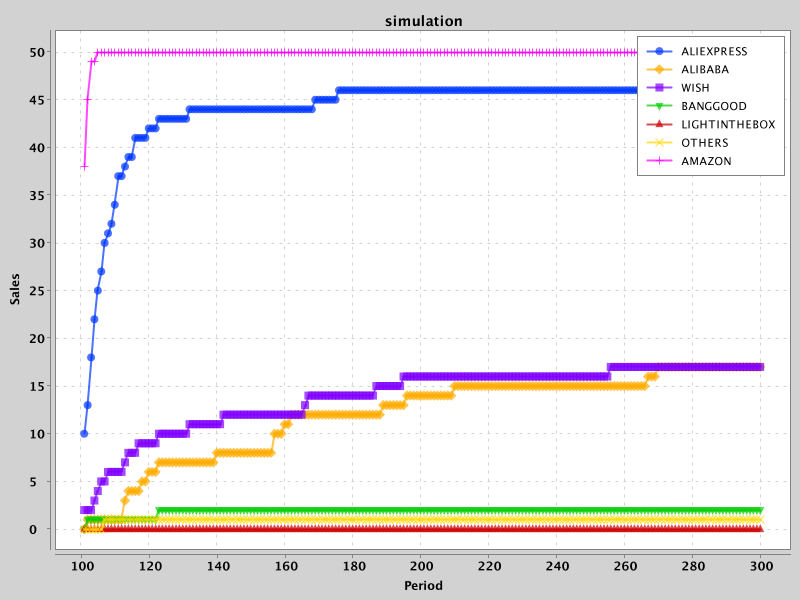 simulation
50
45
40
35
30
25
20
15
10
5
0
Sales
ALIEXPRESS
ALIBABA
WISH
BANGGOOD
LIGHTINTHEBOX
OTHERS
AMAZON
100 120 140 160 180 200 220 240 260 280 300
Period